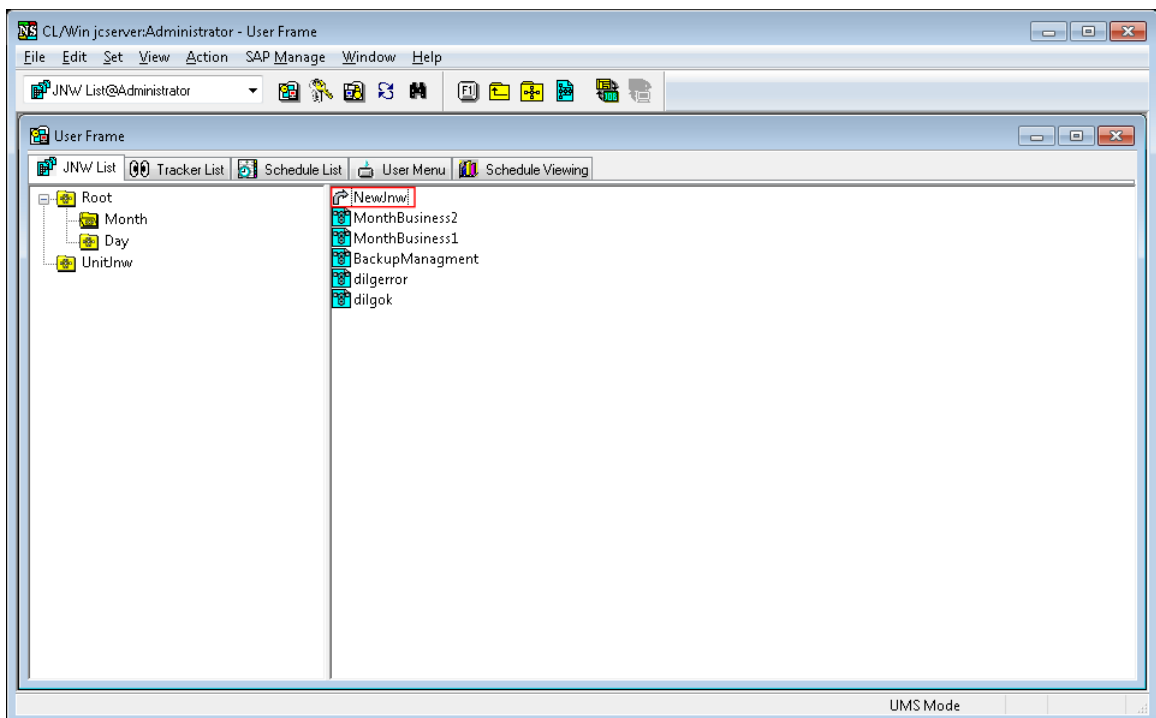 CL/Win jcserver:Administrator - User Frame
File Edit Set View Action SAP Manage Window Help
JNW List@Administrator
F1
User Frame
JNW List Tracker List Schedule List User Menu Schedule Viewing
Root
Month
Day
UnitJnw
NewJnw
MonthBusiness2
MonthBusiness1
BackupManagment
dilgerror
dilgok
UMS Mode